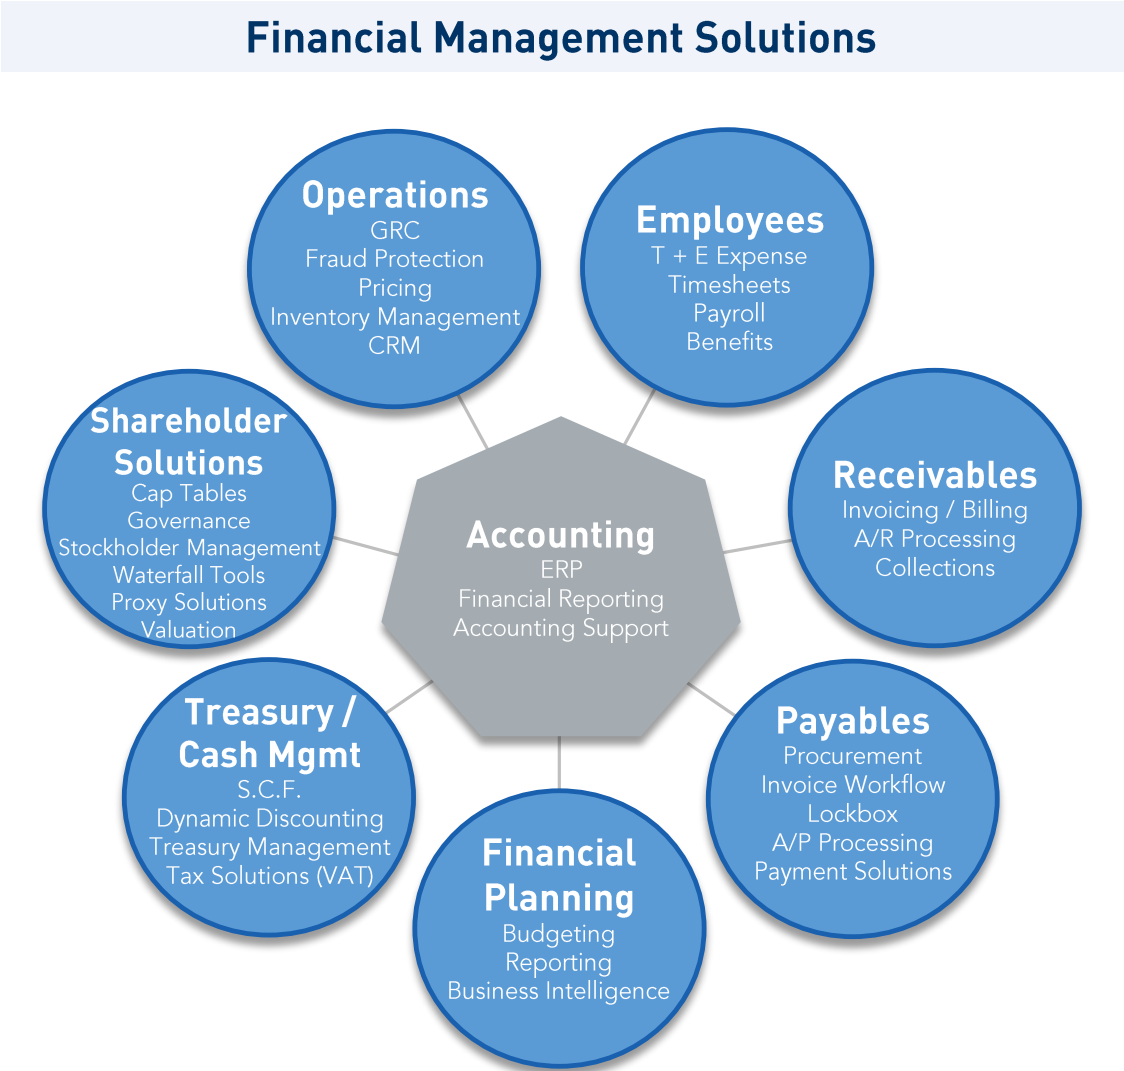 Financial Management Solutions
Operations
GRC
Fraud Protection
Pricing
Inventory Management
CRM
Employees
T + E Expense
Timesheets
Payroll
Benefits
Shareholder
Solutions
Cap Tables
Governance
Stockholder Management
Waterfall Tools
Proxy Solutions
Valuation
Accounting
ERP
Financial Reporting
Accounting Support
Receivables
Invoicing / Billing
A/R Processing
Collections
Treasury /
Cash Mgmt
S.C.F.
Dynamic Discounting
Treasury Management
Tax Solutions (VAT)
Financial
Planning
Budgeting
Reporting
Business Intelligence
Payables
Procurement
Invoice Workflow
Lockbox
A/P Processing
Payment Solutions